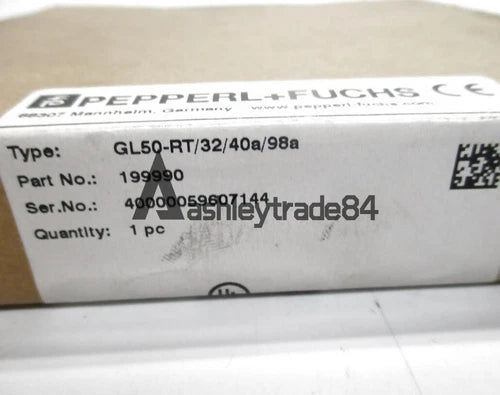 PEPPERL+FUCHS CE
68307 Mannheim, Germany www.pepperl-fuchs.com
Type: GL50-RT/32/40a/98a
Part No.: 199990
Ser.No.: 40000059607144
Quantity: 1 pc
ashleytrade84